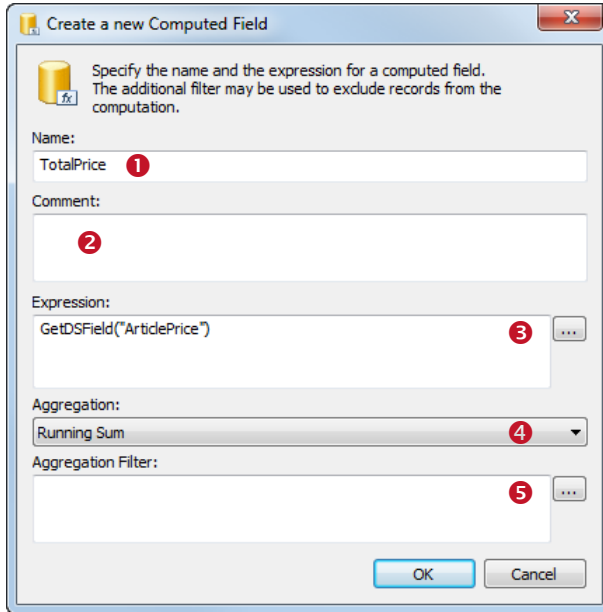 Create a new Computed Field
fx
Specify the name and the expression for a computed field.
The additional filter may be used to exclude records from the
computation.
Name:
TotalPrice 1
Comment:
2
Expression:
GetDSField("ArticlePrice") 3 ...
Aggregation:
Running Sum 4
Aggregation Filter:
5 ...
OK Cancel